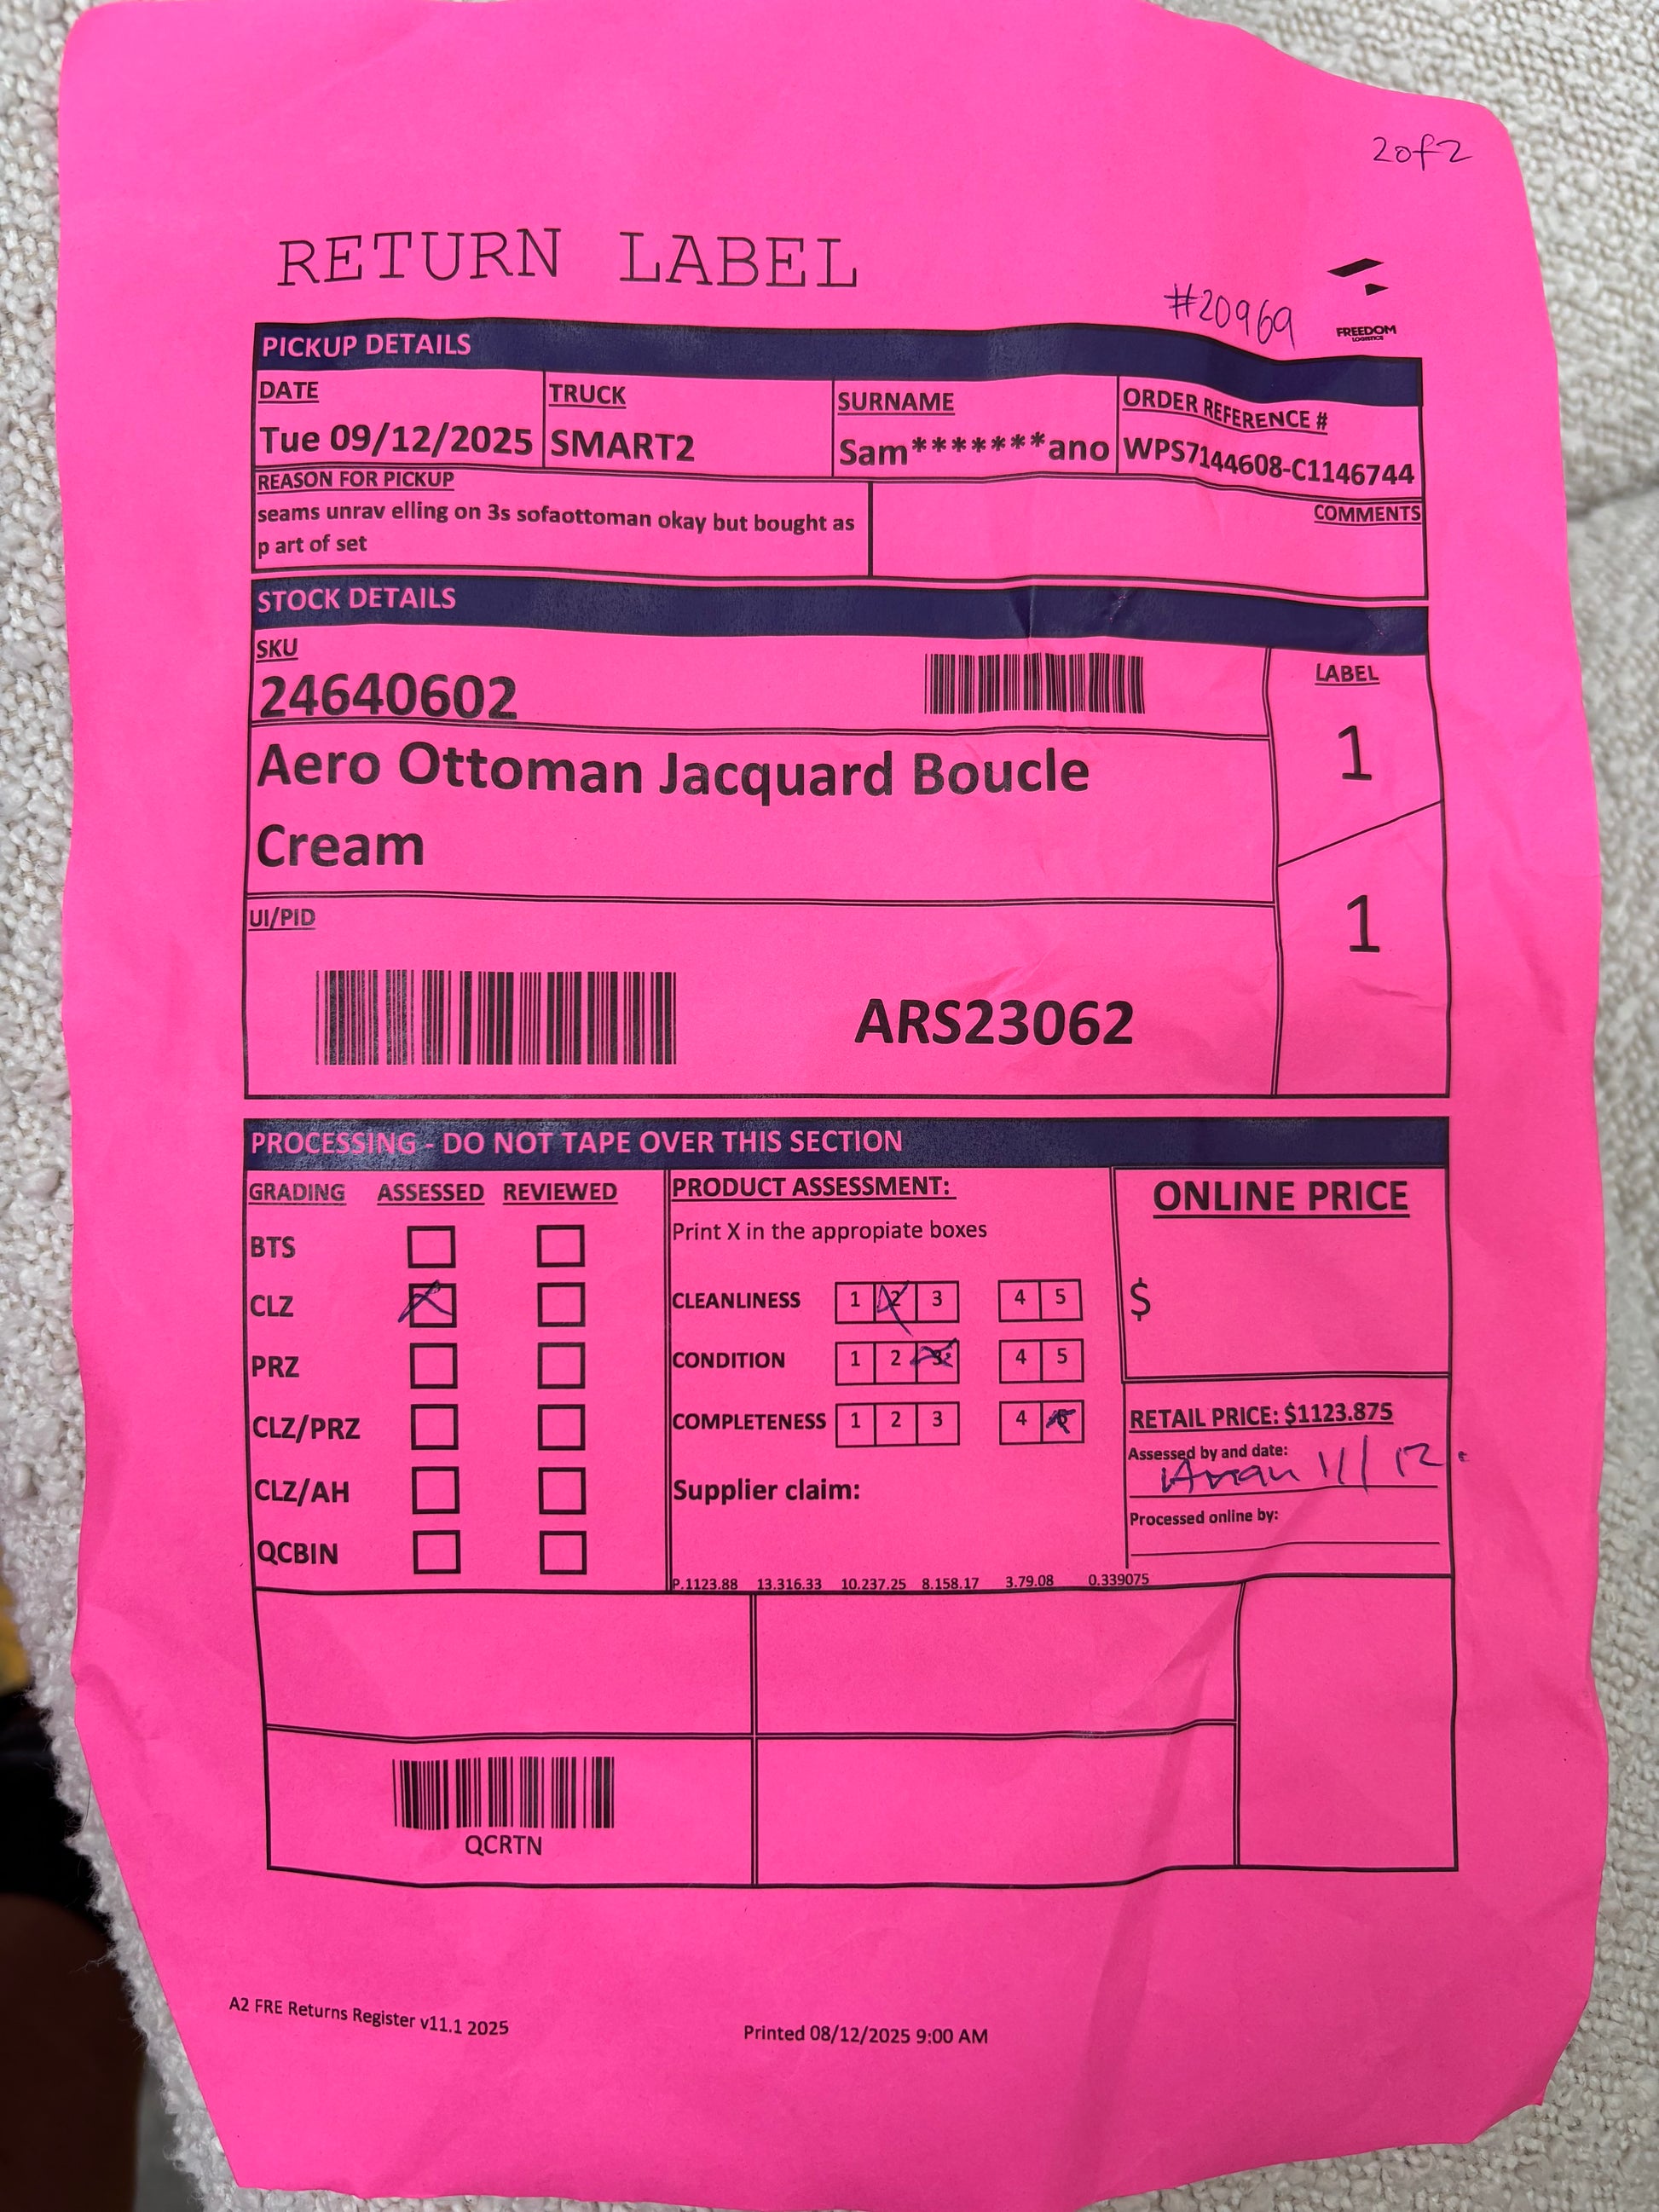 2of2
RETURN LABEL
#20969
FREEDOM
LOGISTICS
PICKUP DETAILS
DATE TRUCK SURNAME ORDER REFERENCE #
Tue 09/12/2025 SMART2 Sam*******ano WPS7144608-C1146744
REASON FOR PICKUP
COMMENTS
seams unrav elling on 3s sofaottoman okay but bought as
p art of set
STOCK DETAILS
SKU
LABEL
24640602
1
Aero Ottoman Jacquard Boucle
Cream
UI/PID
1
ARS23062
PROCESSING - DO NOT TAPE OVER THIS SECTION
GRADING ASSESSED REVIEWED
BTS
CLZ X
PRZ
CLZ/PRZ
CLZ/AH
QCBIN
PRODUCT ASSESSMENT:
Print X in the appropiate boxes
CLEANLINESS 1 2 3 4 5
CONDITION 1 2 3 4 5
COMPLETENESS 1 2 3 4 5
Supplier claim:
P.1123.88 13.316.33 10.237.25 8.158.17 3.79.08 0.339075
ONLINE PRICE
$
RETAIL PRICE: $1123.875
Assessed by and date:
11/12
Processed online by:
QCRTN
A2 FRE Returns Register v11.1 2025
Printed 08/12/2025 9:00 AM